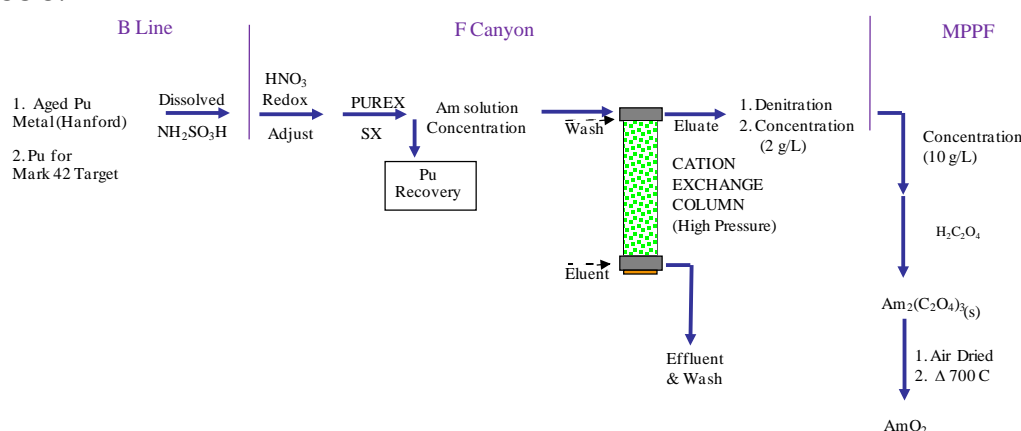 B Line
F Canyon
MPPF
1. Aged Pu
Metal(Hanford)
2.Pu for
Mark 42 Target
Dissolved
NH2SO3H
HNO3
Redox
Adjust
PUREX
SX
Pu
Recovery
Am solution
Concentration
Wash
Eluent
CATION
EXCHANGE
COLUMN
(High Pressure)
Effluent
& Wash
Eluate
1. Denitration
2. Concentration
(2 g/L)
Concentration
(10 g/L)
H2C2O4
Am2(C2O4)3(s)
1. Air Dried
2. Δ 700 C
AmO2